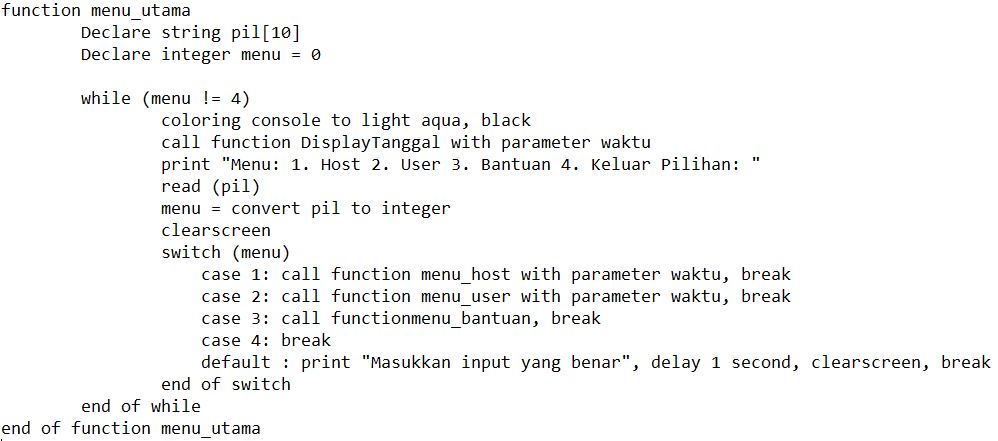 function menu_utama
Declare string pil[10]
Declare integer menu = 0
while (menu != 4)
coloring console to light aqua, black
call function DisplayTanggal with parameter waktu
print "Menu: 1. Host 2. User 3. Bantuan 4. Keluar Pilihan: "
read (pil)
menu = convert pil to integer
clearscreen
switch (menu)
case 1: call function menu_host with parameter waktu, break
case 2: call function menu_user with parameter waktu, break
case 3: call functionmenu_bantuan, break
case 4: break
default : print "Masukkan input yang benar", delay 1 second, clearscreen, break
end of switch
end of while
end of function menu_utama